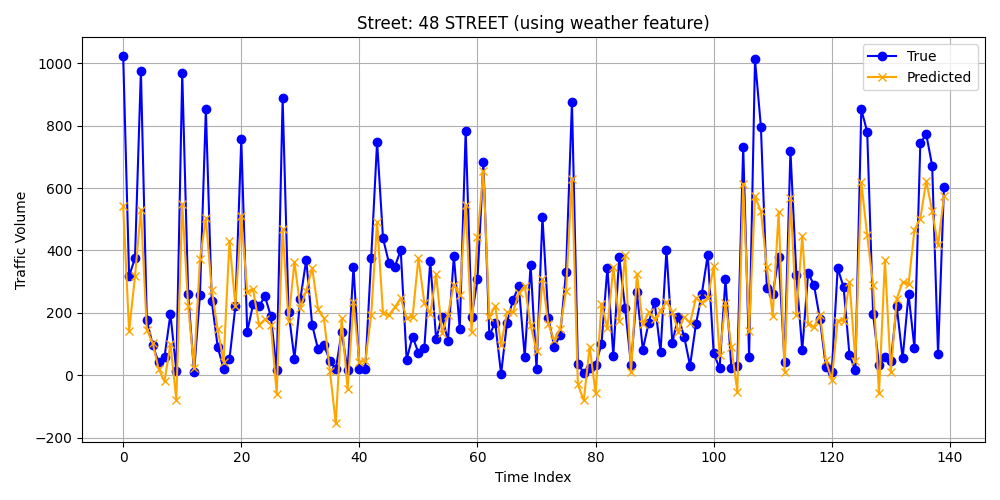 Street: 48 STREET (using weather feature)
True
Predicted
Traffic Volume
1000
800
600
400
200
0
−200
0 20 40 60 80 100 120 140
Time Index